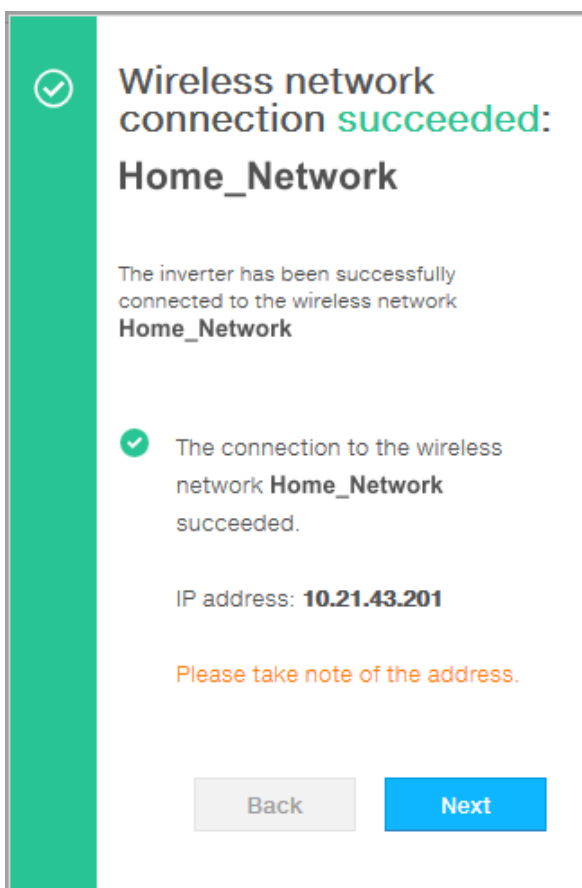 Wireless network
connection succeeded:
Home_Network
The inverter has been successfully
connected to the wireless network
Home_Network
The connection to the wireless
network Home_Network
succeeded.
IP address: 10.21.43.201
Please take note of the address.
Back
Next